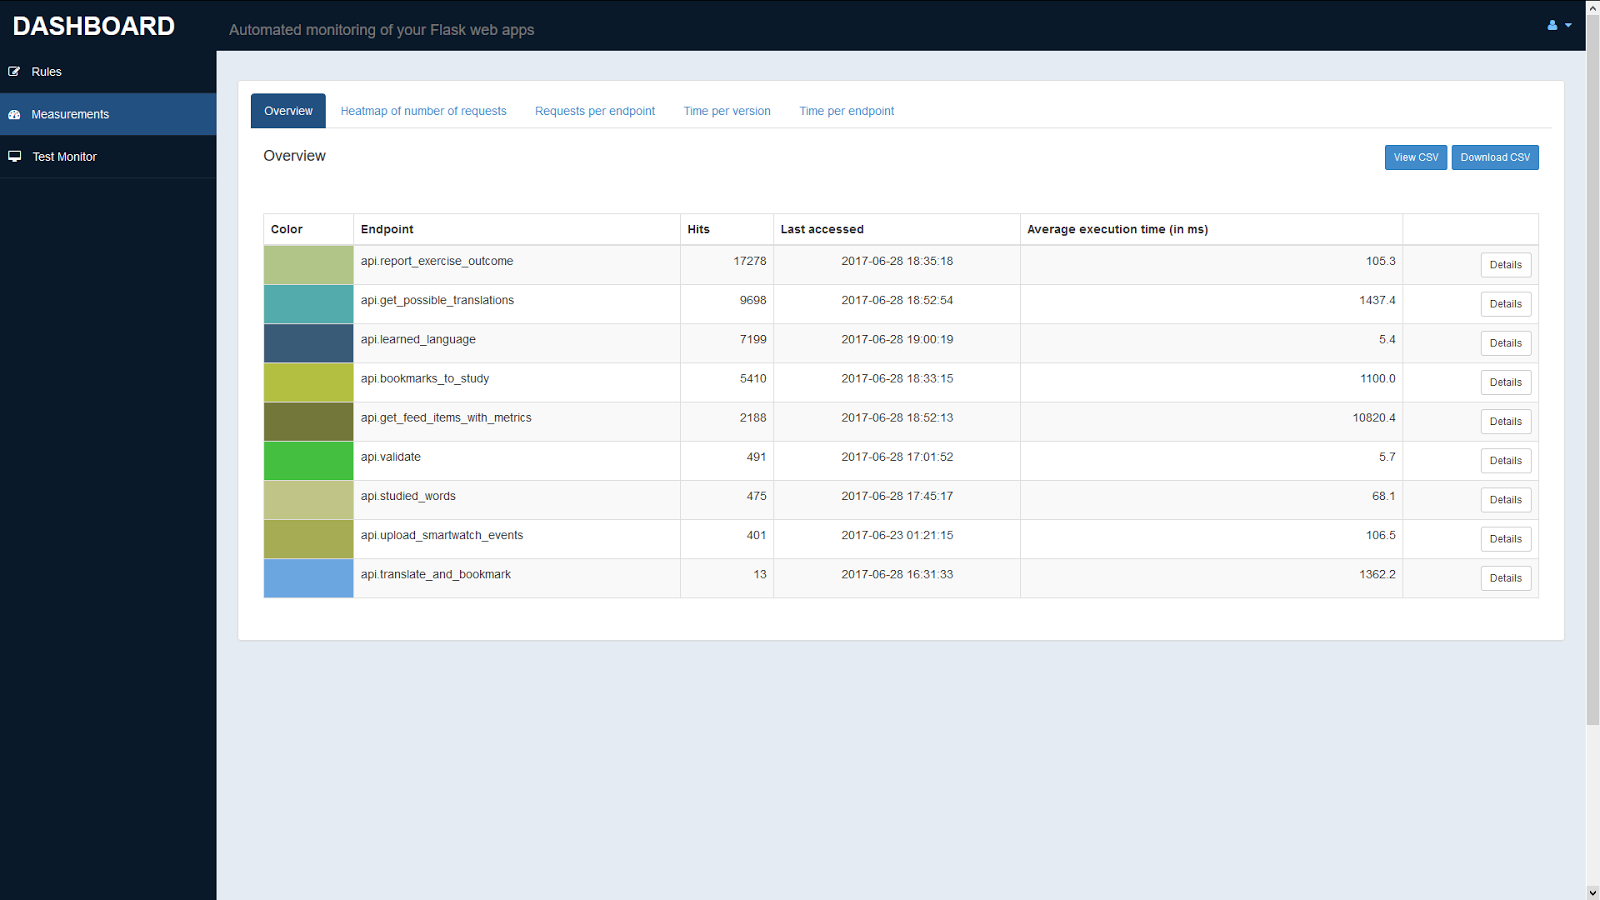 DASHBOARD
Automated monitoring of your Flask web apps
Rules
Measurements
Test Monitor
Overview Heatmap of number of requests Requests per endpoint Time per version Time per endpoint
Overview
View CSV Download CSV
Color Endpoint Hits Last accessed Average execution time (in ms)
api.report_exercise_outcome 17278 2017-06-28 18:35:18 105.3 Details
api.get_possible_translations 9698 2017-06-28 18:52:54 1437.4 Details
api.learned_language 7199 2017-06-28 19:00:19 5.4 Details
api.bookmarks_to_study 5410 2017-06-28 18:33:15 1100.0 Details
api.get_feed_items_with_metrics 2188 2017-06-28 18:52:13 10820.4 Details
api.validate 491 2017-06-28 17:01:52 5.7 Details
api.studied_words 475 2017-06-28 17:45:17 68.1 Details
api.upload_smartwatch_events 401 2017-06-23 01:21:15 106.5 Details
api.translate_and_bookmark 13 2017-06-28 16:31:33 1362.2 Details